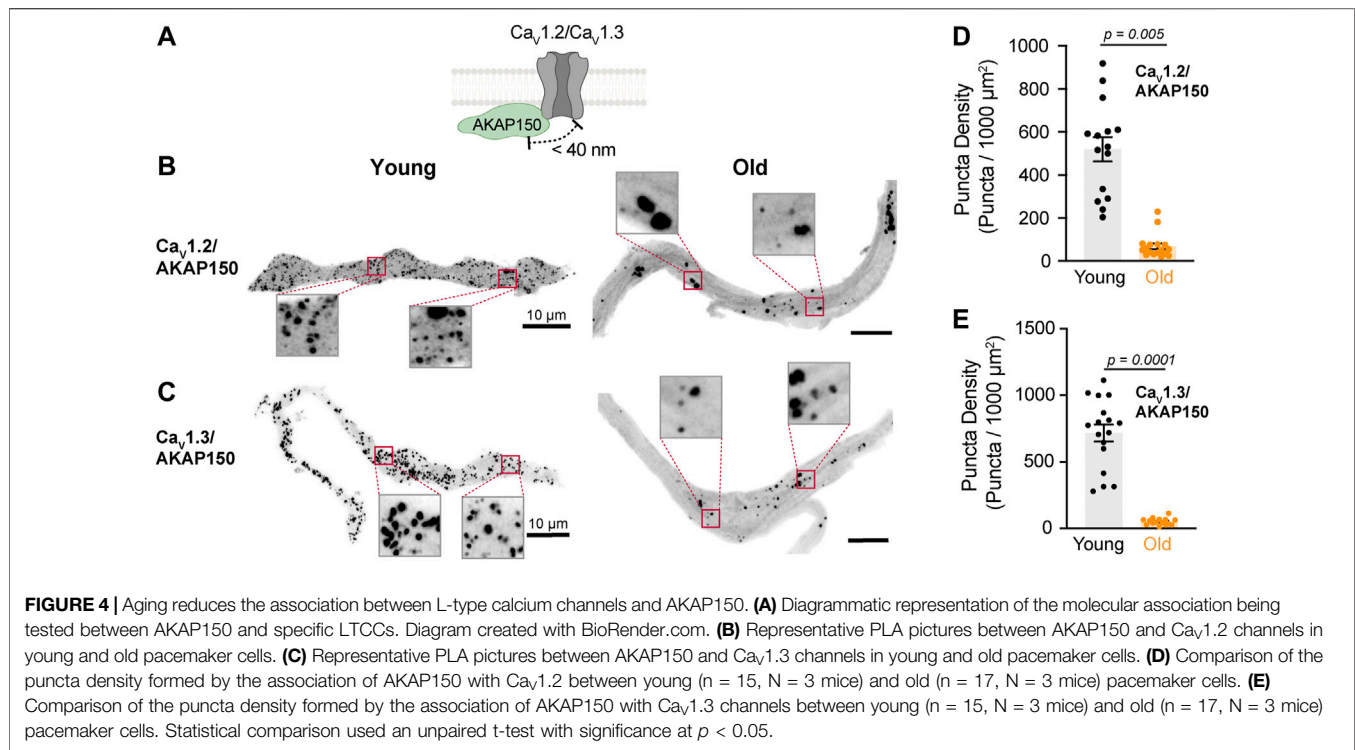 A
CaV1.2/CaV1.3
AKAP150
< 40 nm
B
Young
Old
CaV1.2/
AKAP150
10 µm
C
CaV1.3/
AKAP150
10 µm
D
p = 0.005
CaV1.2/
AKAP150
Puncta Density
(Puncta / 1000 µm²)
1000
800
600
400
200
0
Young
Old
E
p = 0.0001
CaV1.3/
AKAP150
Puncta Density
(Puncta / 1000 µm²)
1500
1000
500
0
Young
Old
FIGURE 4 | Aging reduces the association between L-type calcium channels and AKAP150. (A) Diagrammatic representation of the molecular association being
tested between AKAP150 and specific LTCCs. Diagram created with BioRender.com. (B) Representative PLA pictures between AKAP150 and CaV1.2 channels in
young and old pacemaker cells. (C) Representative PLA pictures between AKAP150 and CaV1.3 channels in young and old pacemaker cells. (D) Comparison of the
puncta density formed by the association of AKAP150 with CaV1.2 between young (n = 15, N = 3 mice) and old (n = 17, N = 3 mice) pacemaker cells. (E)
Comparison of the puncta density formed by the association of AKAP150 with CaV1.3 channels between young (n = 15, N = 3 mice) and old (n = 17, N = 3 mice)
pacemaker cells. Statistical comparison used an unpaired t-test with significance at p < 0.05.